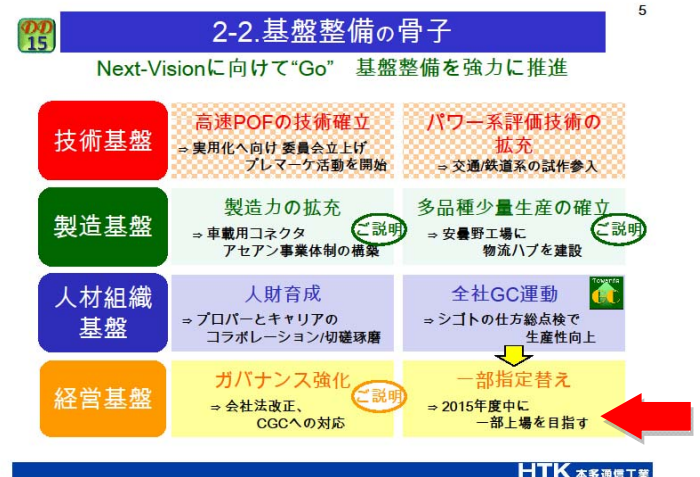 5
DD
15
2-2.基盤整備の骨子
Next-Visionに向けて“Go” 基盤整備を強力に推進
技術基盤
高速POFの技術確立
⇒ 実用化へ向け 委員会立上げ
プレマーケ活動を開始
パワー系評価技術の
拡充
⇒ 交通/鉄道系の試作参入
製造基盤
製造力の拡充
ご説明
⇒ 車載用コネクタ
アセアン事業体制の構築
多品種少量生産の確立
ご説明
⇒ 安曇野工場に
物流ハブを建設
人材組織
基盤
人財育成
⇒ プロパーとキャリアの
コラボレーション/切磋琢磨
全社GC運動
Towards
GC
⇒ シゴトの仕方総点検で
生産性向上
経営基盤
ガバナンス強化
ご説明
⇒ 会社法改正、
CGCへの対応
一部指定替え
⇒ 2015年度中に
一部上場を目指す
HTK 本多通信工業